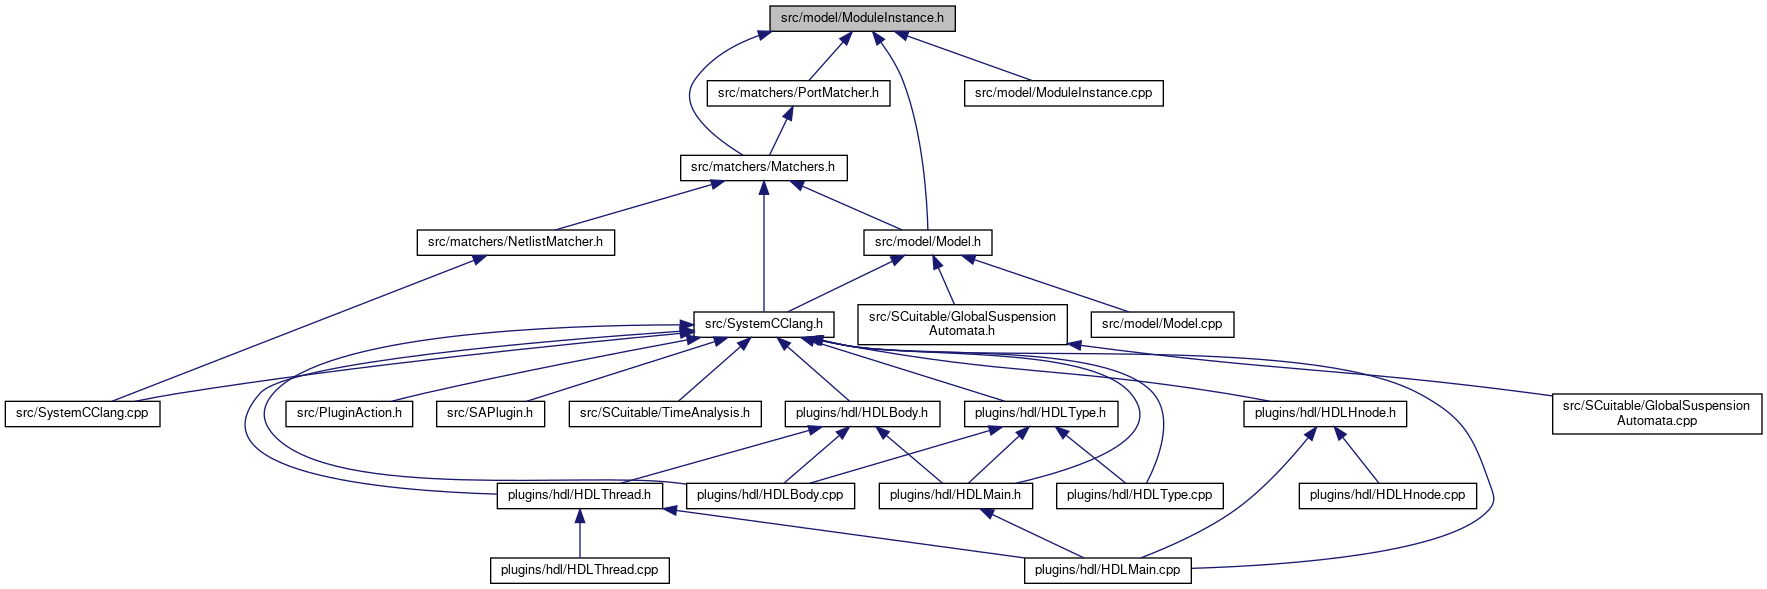 src/model/ModuleInstance.h
src/matchers/PortMatcher.h
src/model/ModuleInstance.cpp
src/matchers/Matchers.h
src/matchers/NetlistMatcher.h
src/model/Model.h
src/SystemCClang.h
src/SCuitable/GlobalSuspension
Automata.h
src/model/Model.cpp
src/SystemCClang.cpp
src/PluginAction.h
src/SAPlugin.h
src/SCuitable/TimeAnalysis.h
plugins/hdl/HDLBody.h
plugins/hdl/HDLType.h
plugins/hdl/HDLHnode.h
src/SCuitable/GlobalSuspension
Automata.cpp
plugins/hdl/HDLThread.h
plugins/hdl/HDLBody.cpp
plugins/hdl/HDLMain.h
plugins/hdl/HDLType.cpp
plugins/hdl/HDLHnode.cpp
plugins/hdl/HDLThread.cpp
plugins/hdl/HDLMain.cpp